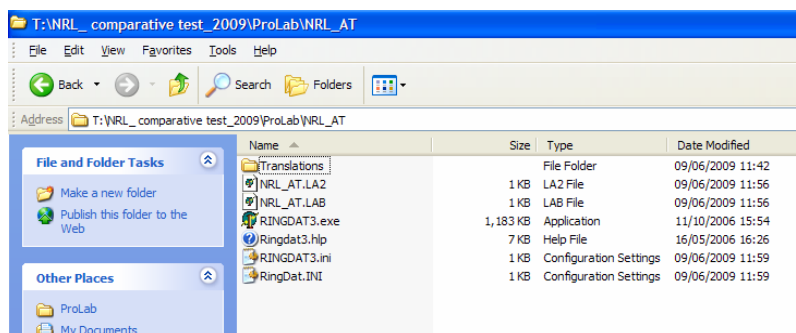 T:\NRL_ comparative test_2009\ProLab\NRL_AT
File Edit View Favorites Tools Help
Back Search Folders
Address T:\NRL_ comparative test_2009\ProLab\NRL_AT
Name Size Type Date Modified
File and Folder Tasks
Make a new folder
Publish this folder to the
Web
Other Places
ProLab
My Documents
Translations File Folder 09/06/2009 11:42
NRL_AT.LA2 1 KB LA2 File 09/06/2009 11:56
NRL_AT.LAB 1 KB LAB File 09/06/2009 11:56
RINGDAT3.exe 1,183 KB Application 11/10/2006 15:54
Ringdat3.hlp 7 KB Help File 16/05/2006 16:26
RINGDAT3.ini 1 KB Configuration Settings 09/06/2009 11:59
RingDat.INI 1 KB Configuration Settings 09/06/2009 11:59